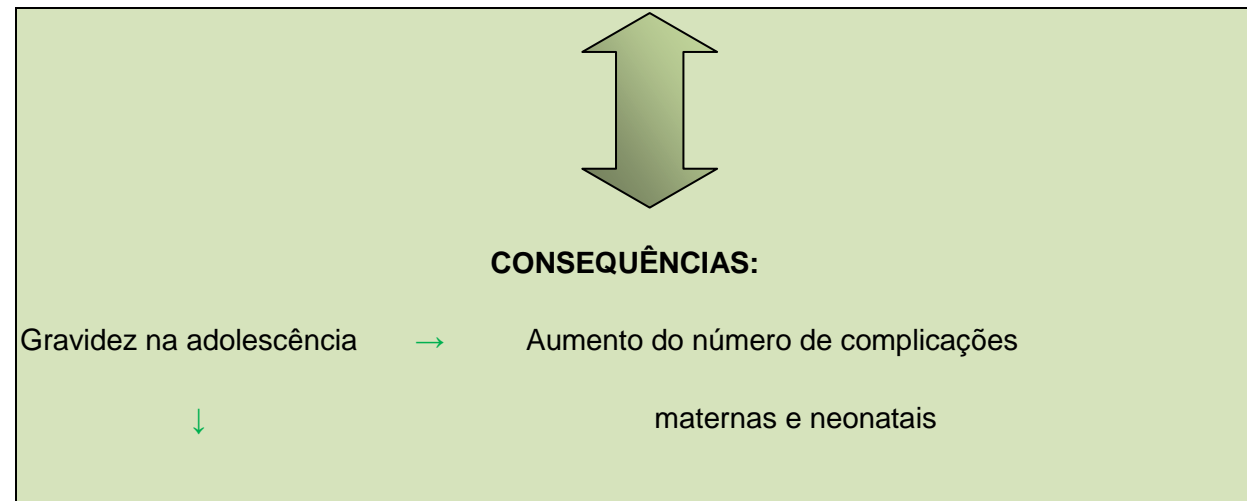 CONSEQUÊNCIAS:
Gravidez na adolescência → Aumento do número de complicações
↓ maternas e neonatais